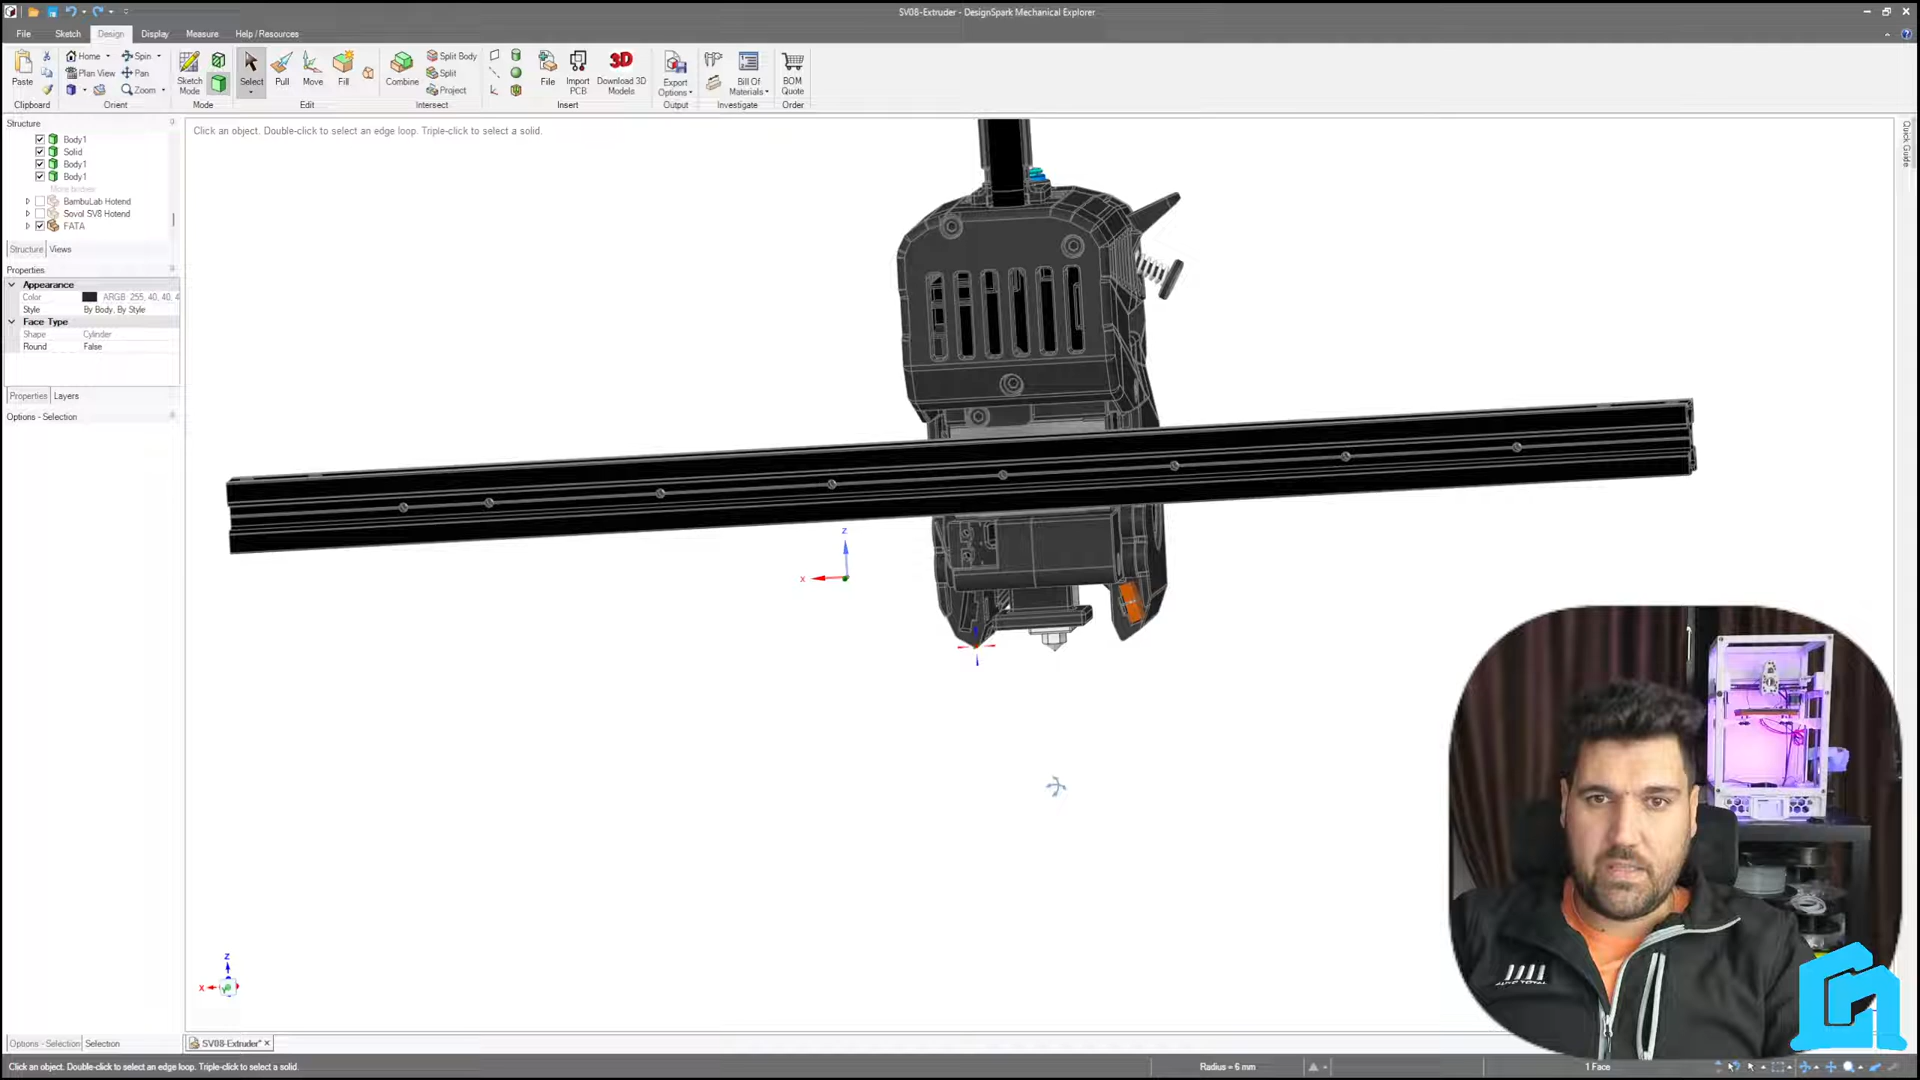 SV08-Extruder - DesignSpark Mechanical Explorer
File Sketch Design Display Measure Help / Resources
Paste
Clipboard
Home
Plan View
Spin
Pan
Zoom
Orient
Sketch Mode
Mode
Select
Pull
Move
Fill
Edit
Combine
Split Body
Split
Project
Intersect
File
Import PCB
3D
Download 3D Models
Insert
Export Options
Output
Bill Of Materials
Investigate
BOM Quote
Order
Structure
Body1
Solid
Body1
Body1
More bodies
BambuLab Hotend
Sovol SV8 Hotend
FATA
Structure Views
Properties
Appearance
Color ARGB: 255, 40, 40, 4
Style By Body, By Style
Face Type
Shape Cylinder
Round False
Properties Layers
Options - Selection
Click an object. Double-click to select an edge loop. Triple-click to select a solid.
Quick Guide
z
x
z
x
Options - Selection Selection
SV08-Extruder* ×
Click an object. Double-click to select an edge loop. Triple-click to select a solid.
Radius = 6 mm
1 Face